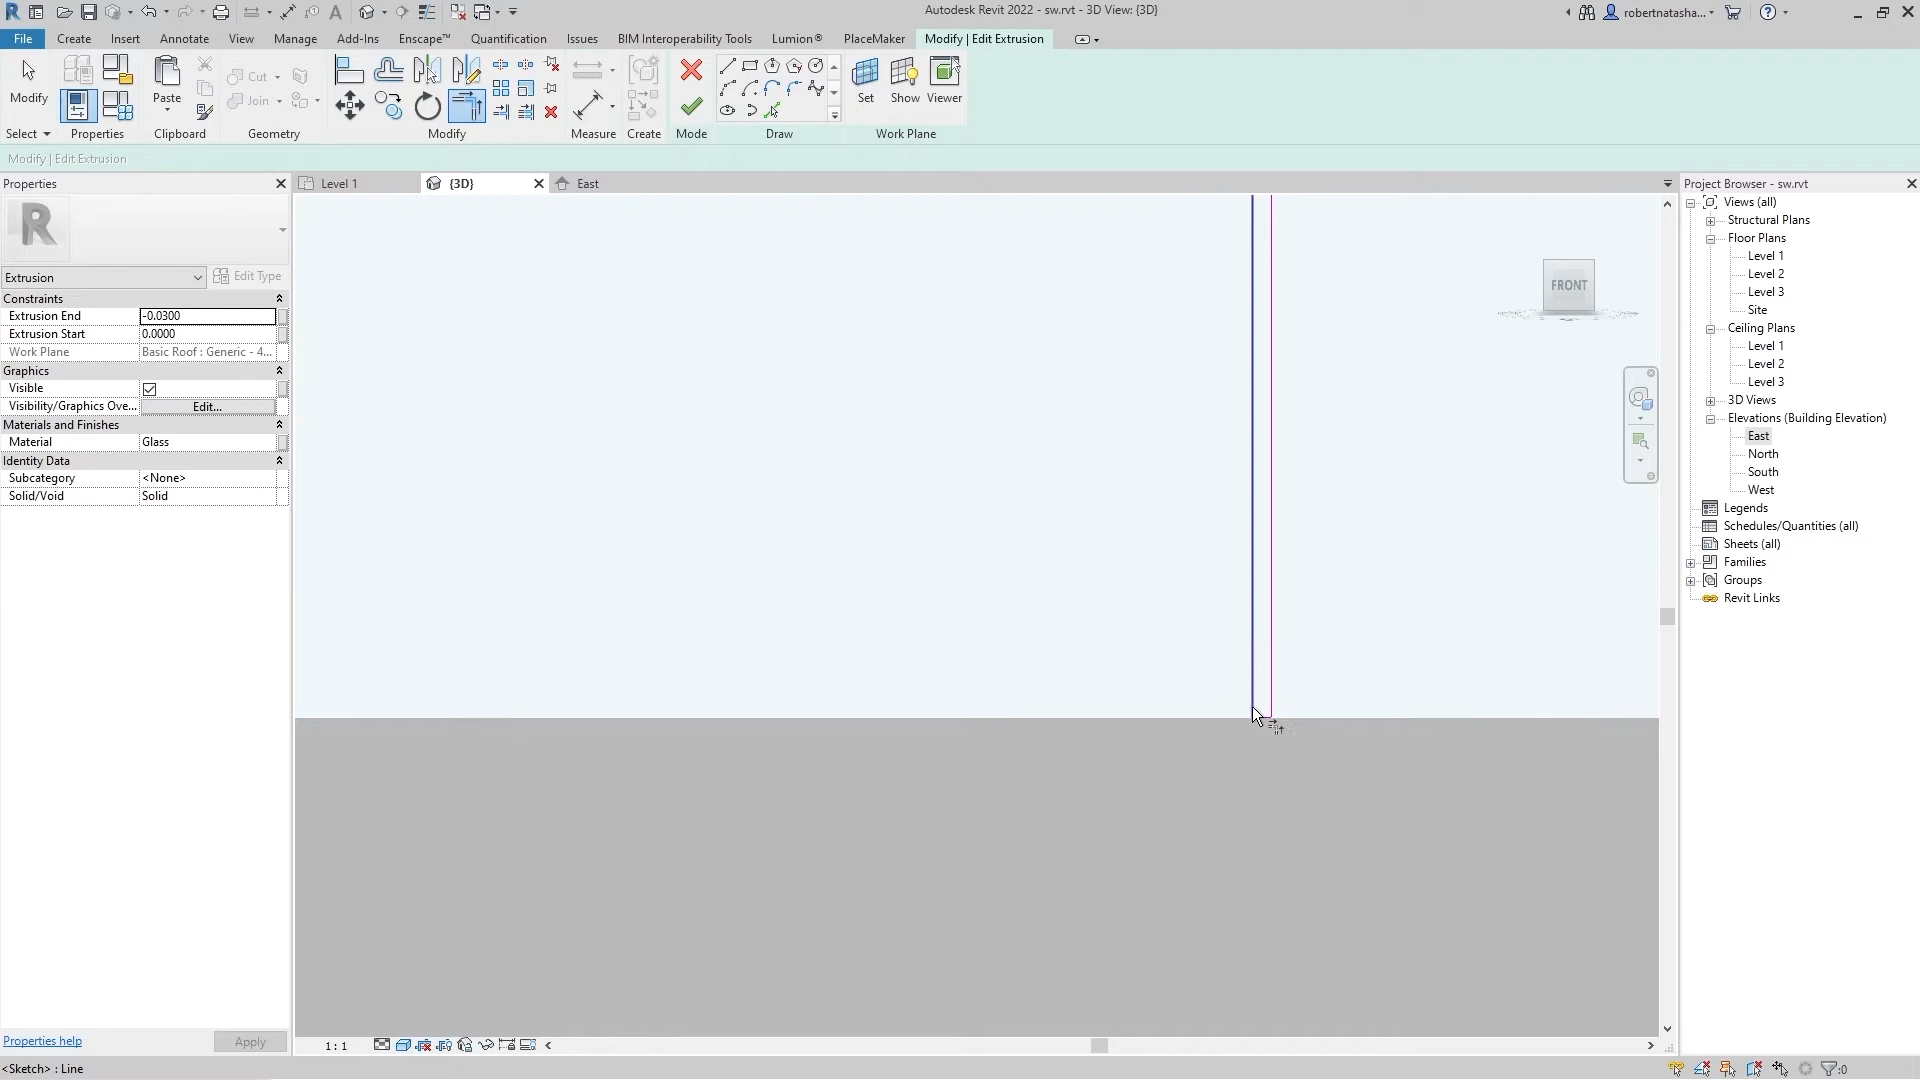 Autodesk Revit 2022 - sw.rvt - 3D View: {3D}
robertnatasha...
File
Create
Insert
Annotate
View
Manage
Add-Ins
Enscape™
Quantification
Issues
BIM Interoperability Tools
Lumion®
PlaceMaker
Modify | Edit Extrusion
Modify
Paste
Cut
Join
Set
Show
Viewer
Select
Properties
Clipboard
Geometry
Modify
Measure
Create
Mode
Draw
Work Plane
Modify | Edit Extrusion
Properties
Level 1
{3D}
East
Project Browser - sw.rvt
R
Extrusion
Edit Type
Constraints
Extrusion End -0.0300
Extrusion Start 0.0000
Work Plane Basic Roof : Generic - 4...
Graphics
Visible
Visibility/Graphics Ove... Edit...
Materials and Finishes
Material Glass
Identity Data
Subcategory <None>
Solid/Void Solid
FRONT
Views (all)
Structural Plans
Floor Plans
Level 1
Level 2
Level 3
Site
Ceiling Plans
Level 1
Level 2
Level 3
3D Views
Elevations (Building Elevation)
East
North
South
West
Legends
Schedules/Quantities (all)
Sheets (all)
Families
Groups
Revit Links
Properties help
Apply
1 : 1
<Sketch> : Line
:0